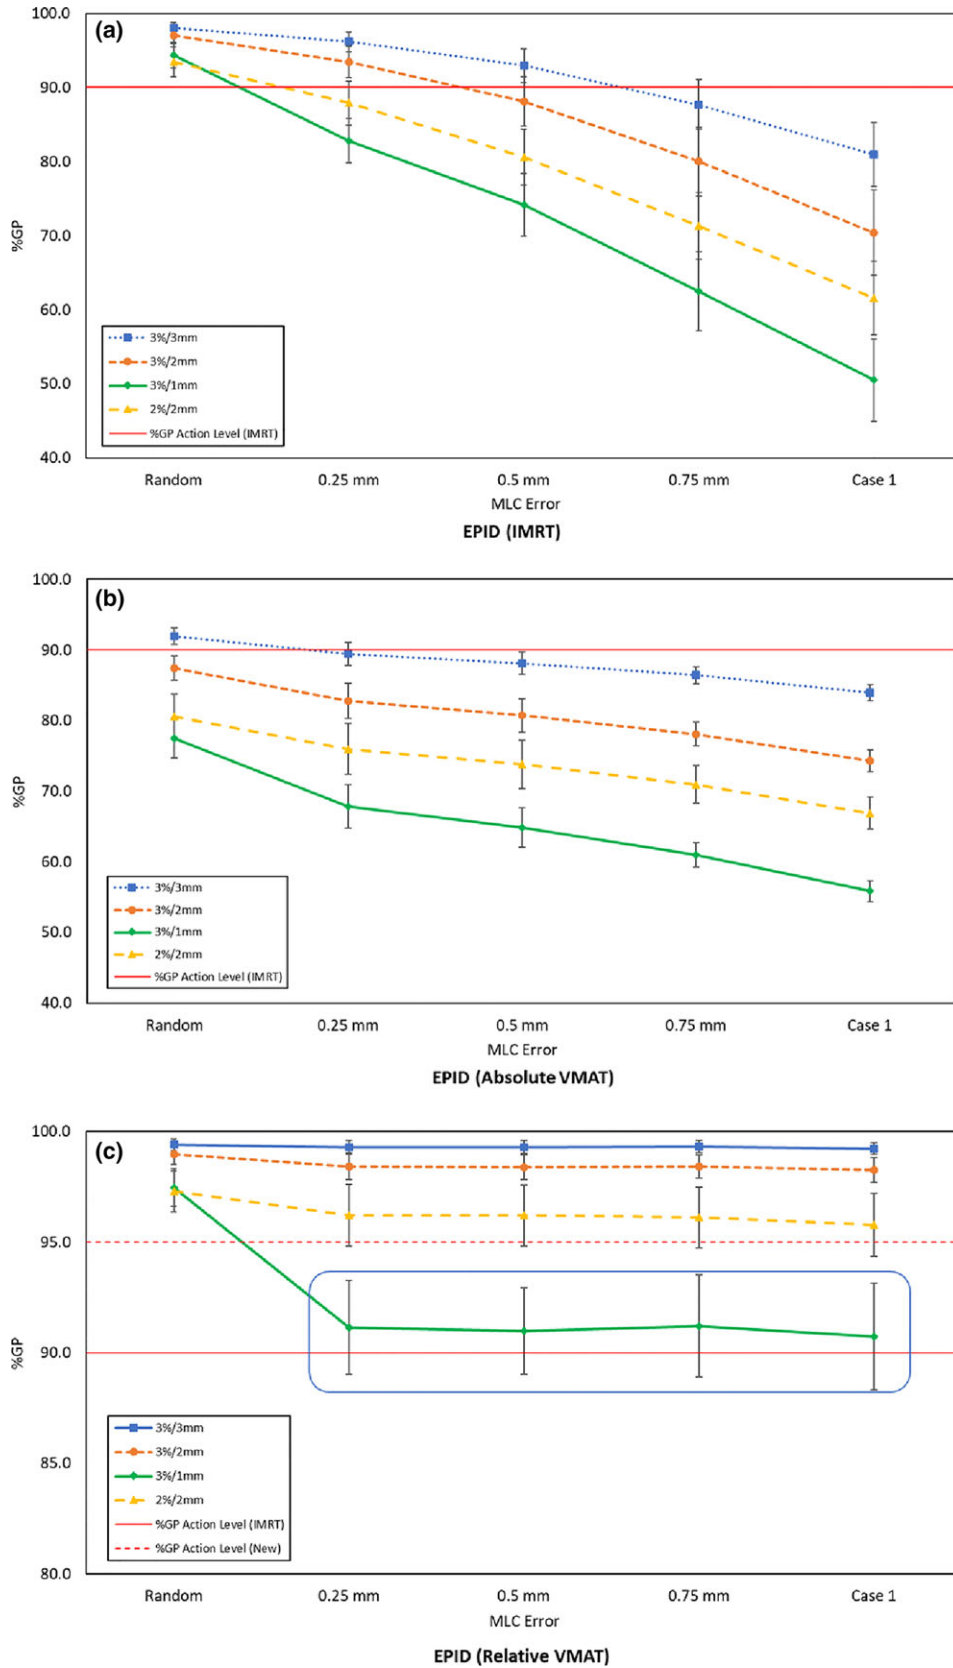 (a)
100.0
90.0
80.0
70.0
60.0
50.0
40.0
%GP
3%/3mm
3%/2mm
3%/1mm
2%/2mm
%GP Action Level (IMRT)
Random 0.25 mm 0.5 mm 0.75 mm Case 1
MLC Error
EPID (IMRT)
(b)
100.0
90.0
80.0
70.0
60.0
50.0
40.0
%GP
3%/3mm
3%/2mm
3%/1mm
2%/2mm
%GP Action Level (IMRT)
Random 0.25 mm 0.5 mm 0.75 mm Case 1
MLC Error
EPID (Absolute VMAT)
(c)
100.0
95.0
90.0
85.0
80.0
%GP
3%/3mm
3%/2mm
3%/1mm
2%/2mm
%GP Action Level (IMRT)
%GP Action Level (New)
Random 0.25 mm 0.5 mm 0.75 mm Case 1
MLC Error
EPID (Relative VMAT)